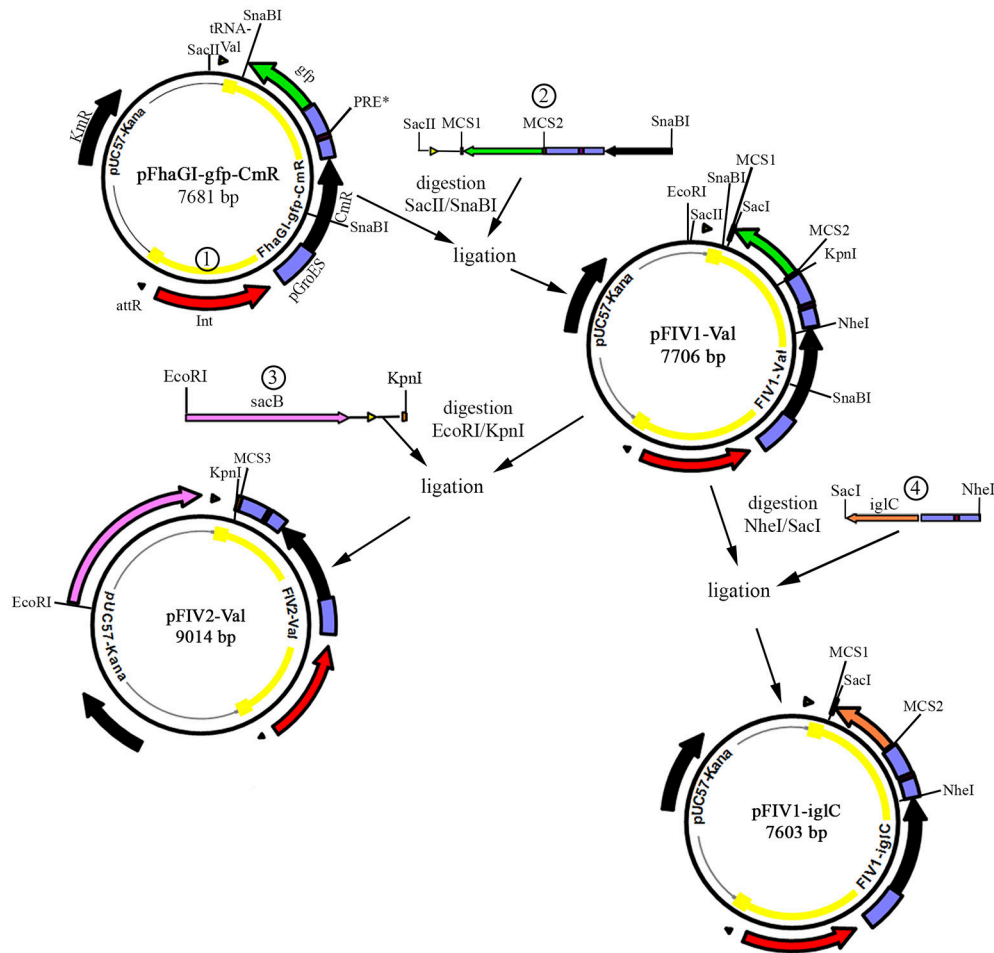 SnaBI
tRNA-
Val
SacII
gfp
PRE*
KmR
pUC57-Kana
pFhaGI-gfp-CmR
7681 bp
FhaGI-gfp-CmR
CmR
SnaBI
pGroES
1
attR
Int
2
SacII
MCS1
MCS2
SnaBI
digestion
SacII/SnaBI
ligation
MCS1
SnaBI
EcoRI
SacII
SacI
MCS2
KpnI
pUC57-Kana
pFIV1-Val
7706 bp
NheI
FIV1-Val
SnaBI
3
EcoRI
sacB
KpnI
digestion
EcoRI/KpnI
ligation
MCS3
KpnI
EcoRI
pUC57-Kana
pFIV2-Val
9014 bp
FIV2-Val
digestion
NheI/SacI
4
SacI
iglC
NheI
ligation
MCS1
SacI
MCS2
pUC57-Kana
NheI
pFIV1-iglC
7603 bp
FIV1-iglC